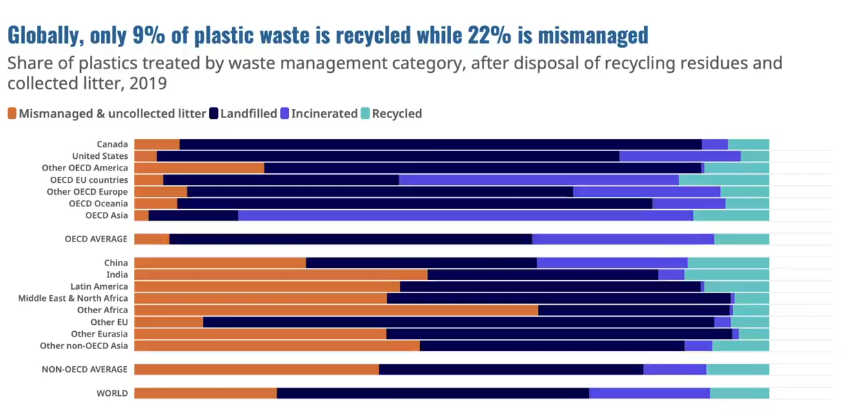 Globally, only 9% of plastic waste is recycled while 22% is mismanaged
Share of plastics treated by waste management category, after disposal of recycling residues and
collected litter, 2019
Mismanaged & uncollected litter Landfilled Incinerated Recycled
Canada
United States
Other OECD America
OECD EU countries
Other OECD Europe
OECD Oceania
OECD Asia
OECD AVERAGE
China
India
Latin America
Middle East & North Africa
Other Africa
Other EU
Other Eurasia
Other non-OECD Asia
NON-OECD AVERAGE
WORLD